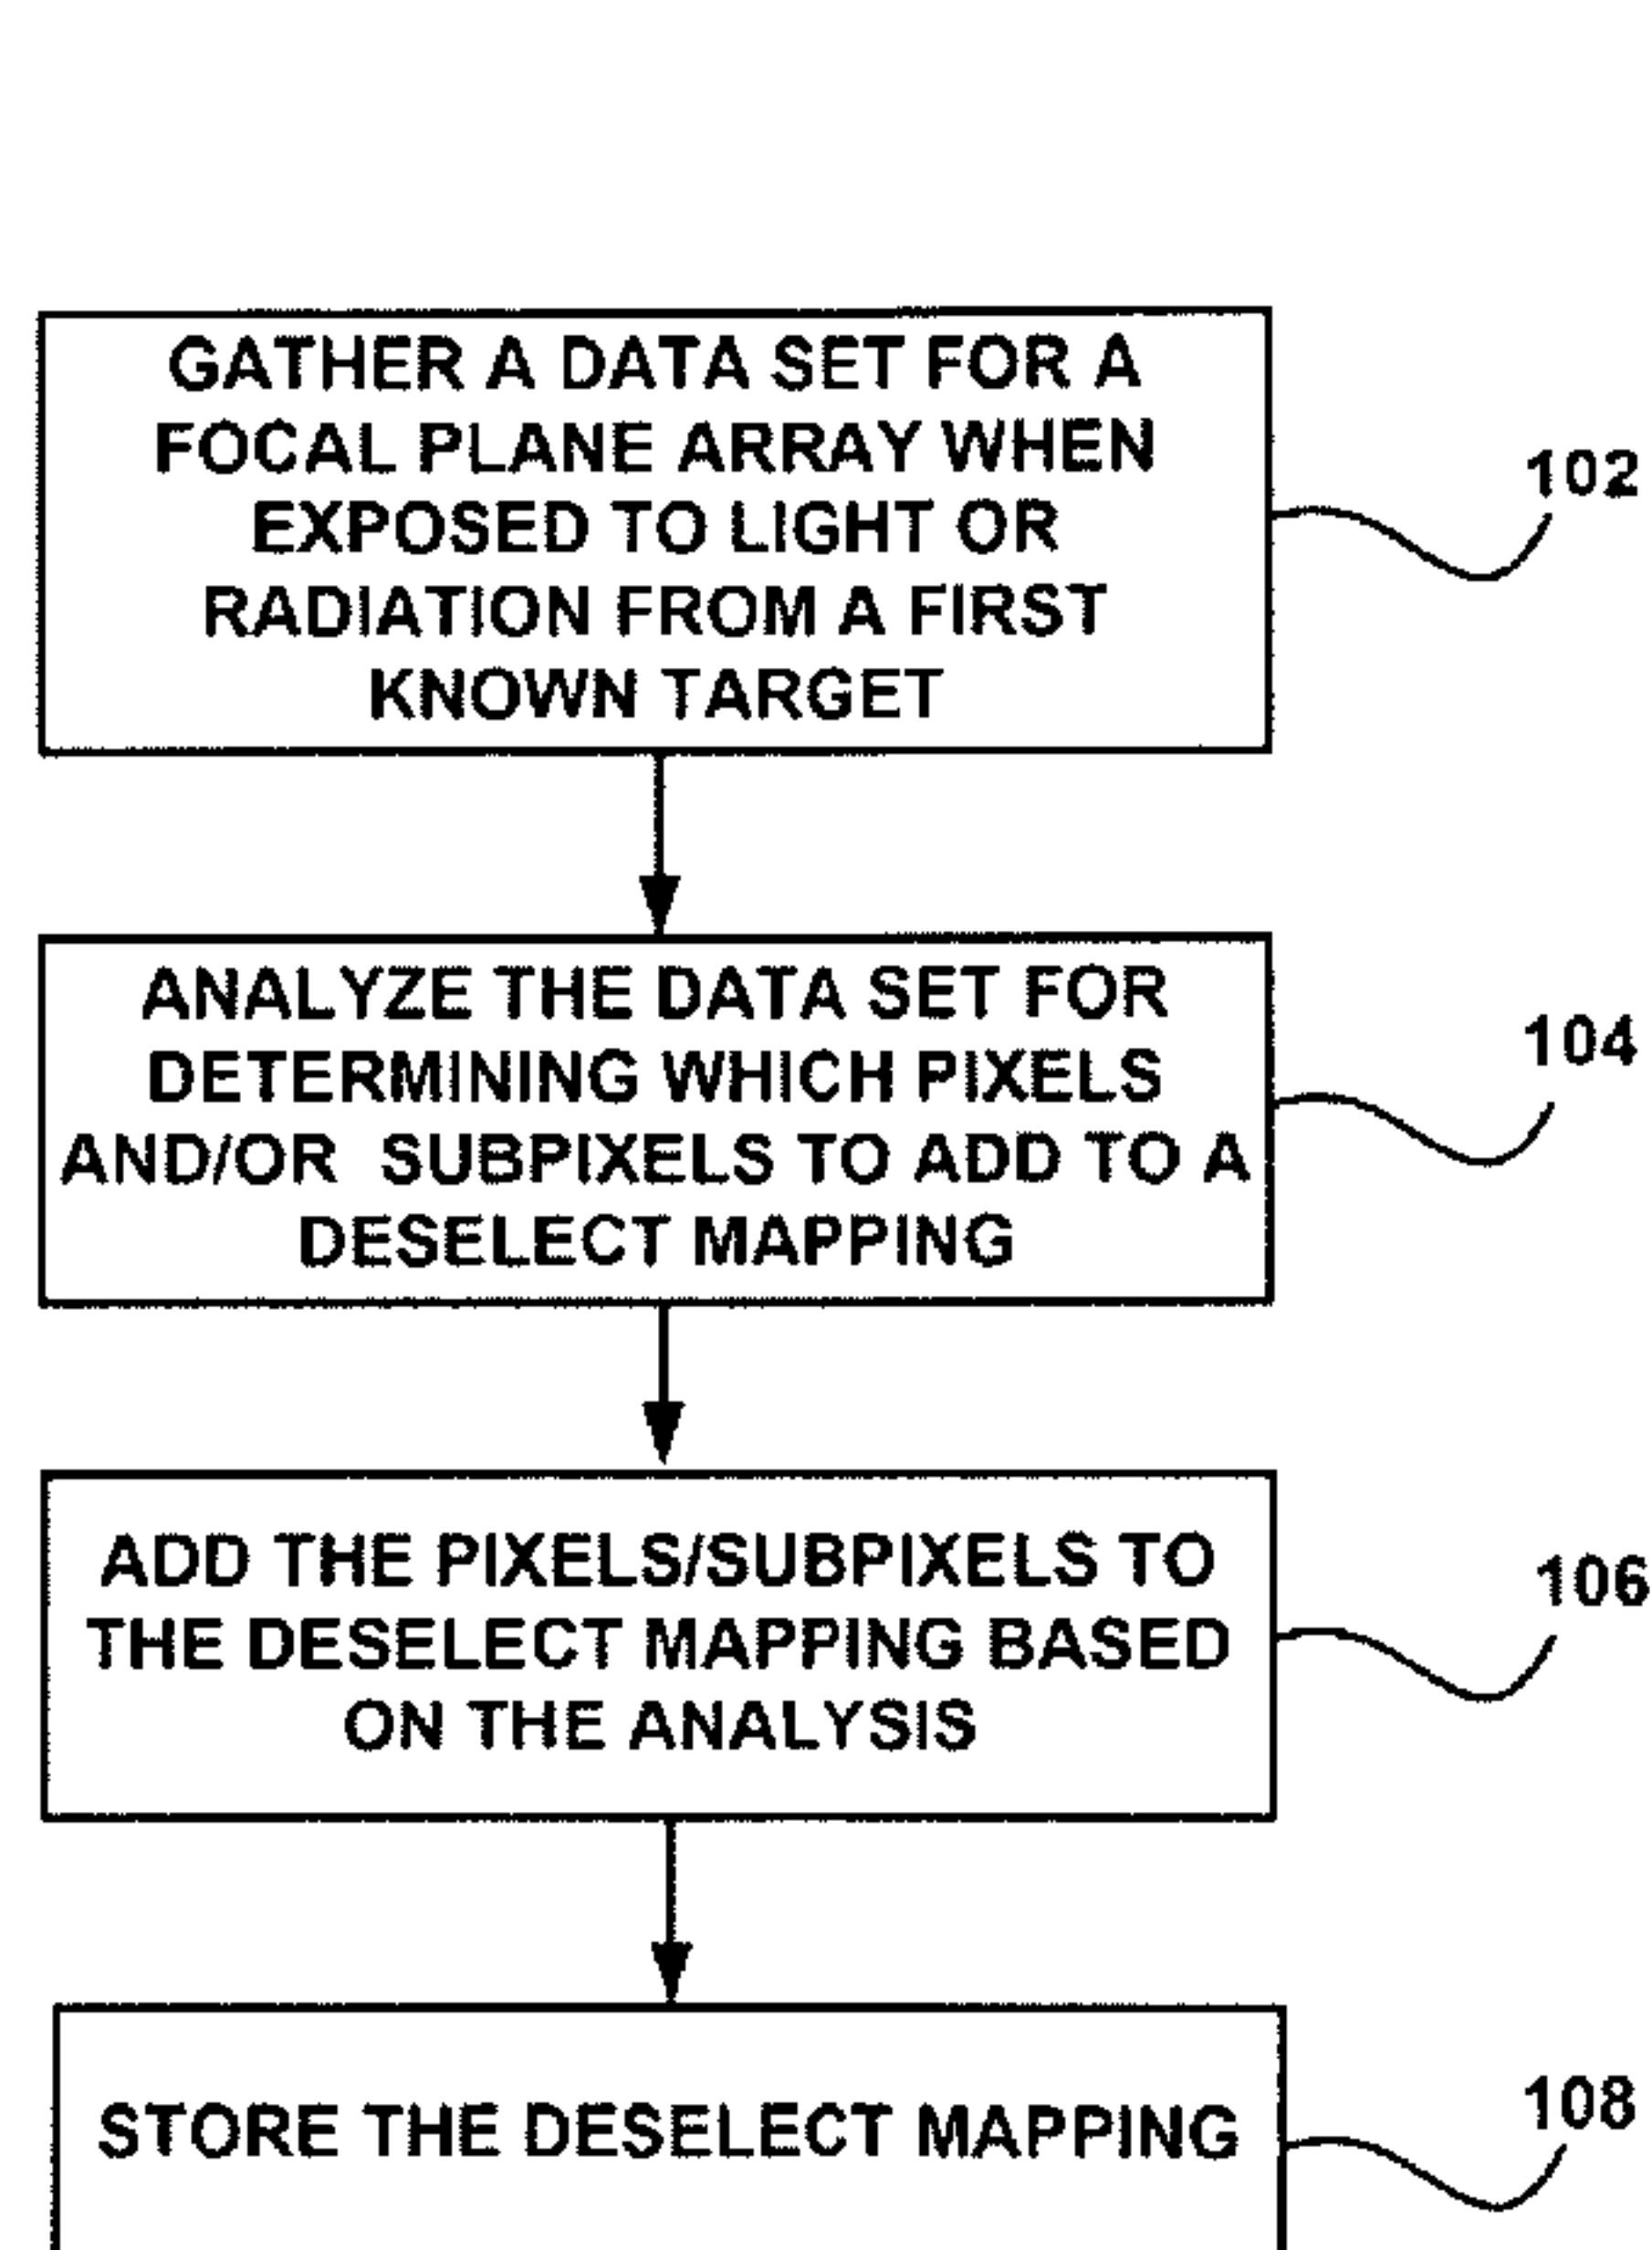 GATHER A DATA SET FOR A
FOCAL PLANE ARRAY WHEN
EXPOSED TO LIGHT OR
RADIATION FROM A FIRST
KNOWN TARGET
102
ANALYZE THE DATA SET FOR
DETERMINING WHICH PIXELS
AND/OR SUBPIXELS TO ADD TO A
DESELECT MAPPING
104
ADD THE PIXELS/SUBPIXELS TO
THE DESELECT MAPPING BASED
ON THE ANALYSIS
106
STORE THE DESELECT MAPPING
108